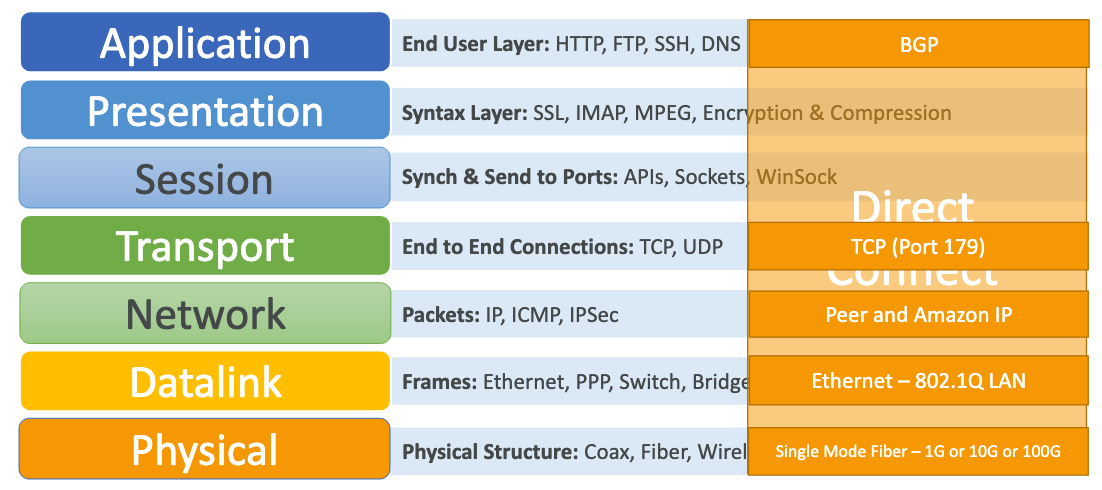 Application
End User Layer: HTTP, FTP, SSH, DNS
BGP
Presentation
Syntax Layer: SSL, IMAP, MPEG, Encryption & Compression
Session
Synch & Send to Ports: APIs, Sockets, WinSock
Direct
Transport
End to End Connections: TCP, UDP
TCP (Port 179)
Connect
Network
Packets: IP, ICMP, IPSec
Peer and Amazon IP
Datalink
Frames: Ethernet, PPP, Switch, Bridge
Ethernet – 802.1Q LAN
Physical
Physical Structure: Coax, Fiber, Wirel
Single Mode Fiber – 1G or 10G or 100G